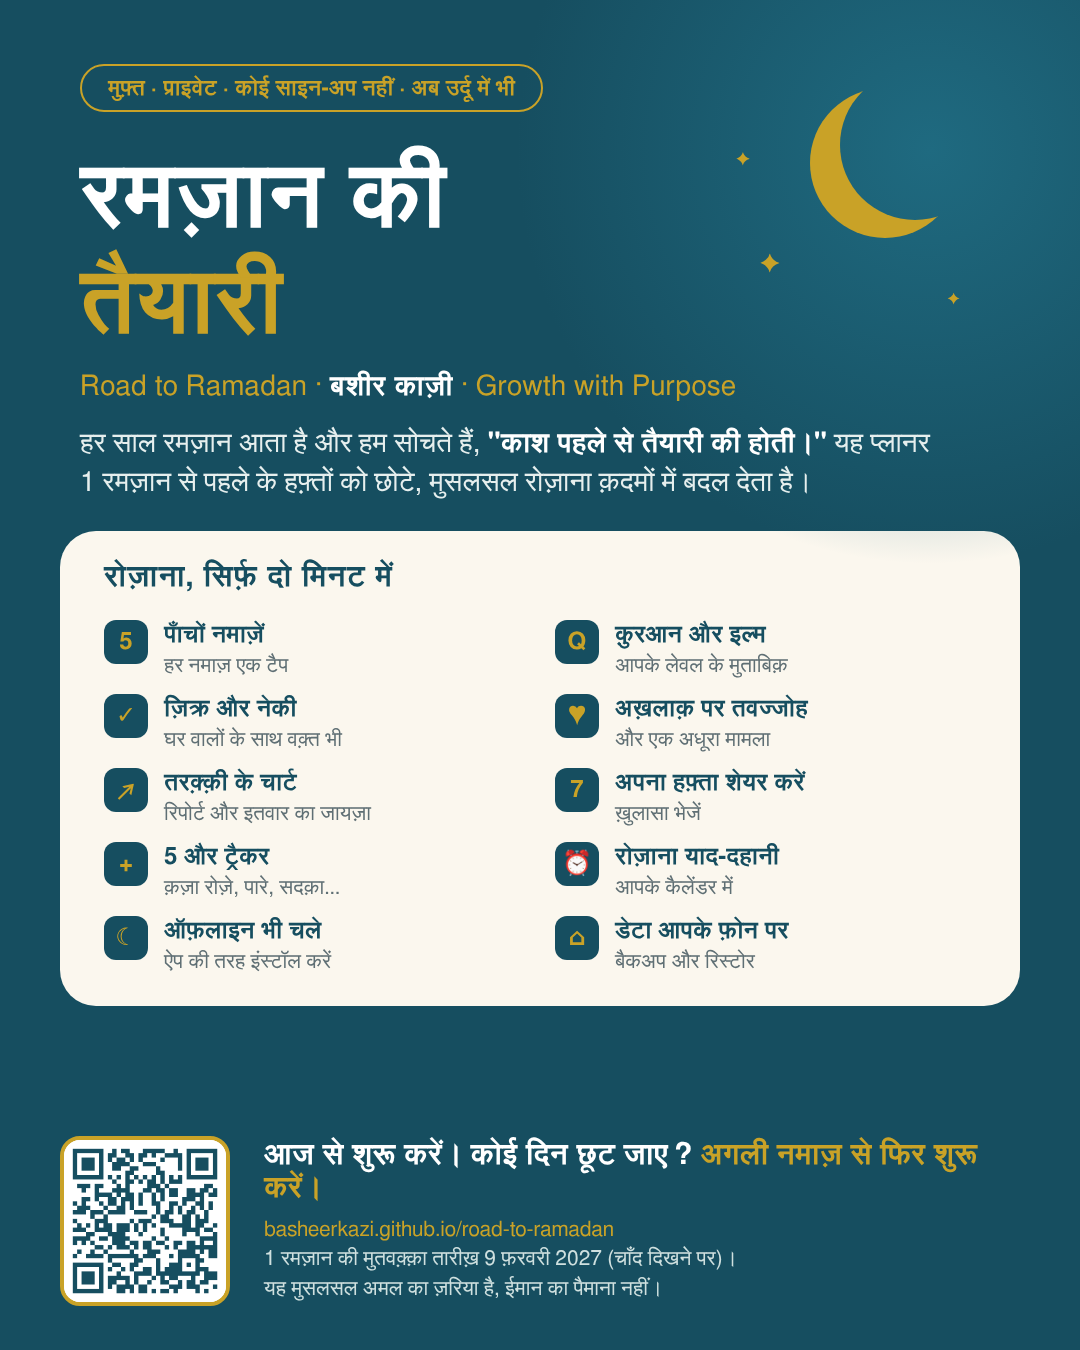 मुफ़्त · प्राइवेट · कोई साइन-अप नहीं · अब उर्दू में भी
रमज़ान की
तैयारी
Road to Ramadan · बशीर काज़ी · Growth with Purpose
हर साल रमज़ान आता है और हम सोचते हैं, "काश पहले से तैयारी की होती।" यह प्लानर
1 रमज़ान से पहले के हफ़्तों को छोटे, मुसलसल रोज़ाना क़दमों में बदल देता है।
रोज़ाना, सिर्फ़ दो मिनट में
5 पाँचों नमाज़ें
हर नमाज़ एक टैप
Q क़ुरआन और इल्म
आपके लेवल के मुताबिक़
✓ ज़िक्र और नेकी
घर वालों के साथ वक़्त भी
♥ अख़लाक़ पर तवज्जोह
और एक अधूरा मामला
↗ तरक़्क़ी के चार्ट
रिपोर्ट और इतवार का जायज़ा
7 अपना हफ़्ता शेयर करें
ख़ुलासा भेजें
+ 5 और ट्रैकर
क़ज़ा रोज़े, पारे, सदक़ा...
⏰ रोज़ाना याद-दहानी
आपके कैलेंडर में
☾ ऑफ़लाइन भी चले
ऐप की तरह इंस्टॉल करें
⌂ डेटा आपके फ़ोन पर
बैकअप और रिस्टोर
आज से शुरू करें। कोई दिन छूट जाए? अगली नमाज़ से फिर शुरू
करें।
basheerkazi.github.io/road-to-ramadan
1 रमज़ान की मुतवक़्क़ा तारीख़ 9 फ़रवरी 2027 (चाँद दिखने पर)।
यह मुसलसल अमल का ज़रिया है, ईमान का पैमाना नहीं।